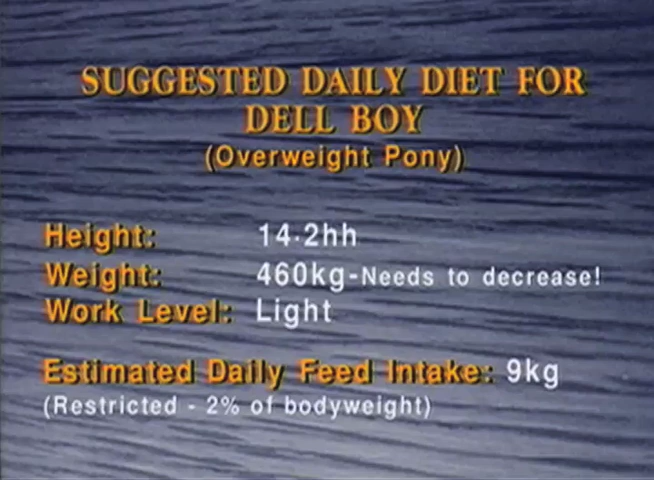 SUGGESTED DAILY DIET FOR
DELL BOY
(Overweight Pony)
Height: 14·2hh
Weight: 460kg-Needs to decrease!
Work Level: Light
Estimated Daily Feed Intake: 9kg
(Restricted - 2% of bodyweight)